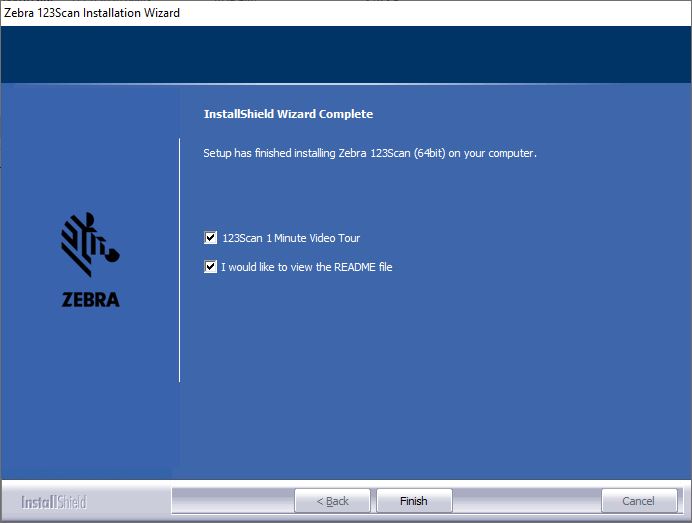 Zebra 123Scan Installation Wizard
InstallShield Wizard Complete
Setup has finished installing Zebra 123Scan (64bit) on your computer.
123Scan 1 Minute Video Tour
I would like to view the README file
ZEBRA
InstallShield
< Back
Finish
Cancel